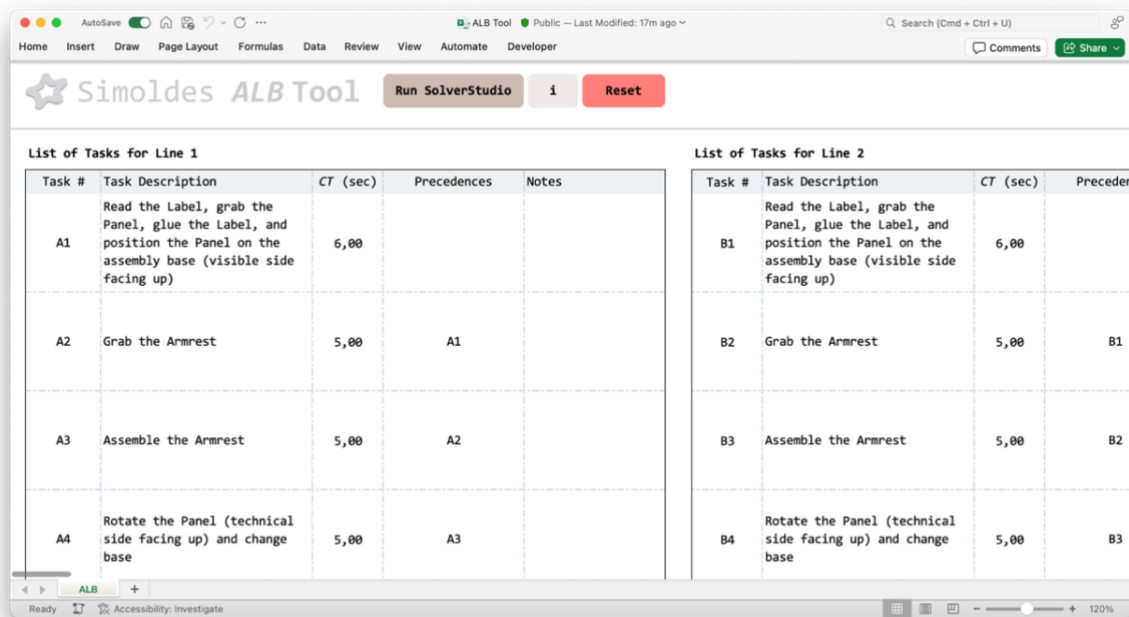 AutoSave
ALB Tool Public — Last Modified: 17m ago
Search (Cmd + Ctrl + U)
Home Insert Draw Page Layout Formulas Data Review View Automate Developer
Comments Share
Simoldes ALB Tool
Run SolverStudio i Reset
List of Tasks for Line 1
Task # Task Description CT (sec) Precedences Notes
A1
Read the Label, grab the
Panel, glue the Label, and
position the Panel on the
assembly base (visible side
facing up)
6,00
A2 Grab the Armrest 5,00 A1
A3 Assemble the Armrest 5,00 A2
A4
Rotate the Panel (technical
side facing up) and change
base
5,00 A3
List of Tasks for Line 2
Task # Task Description CT (sec) Preceder
B1
Read the Label, grab the
Panel, glue the Label, and
position the Panel on the
assembly base (visible side
facing up)
6,00
B2 Grab the Armrest 5,00 B1
B3 Assemble the Armrest 5,00 B2
B4
Rotate the Panel (technical
side facing up) and change
base
5,00 B3
ALB +
Ready Accessibility: Investigate
120%